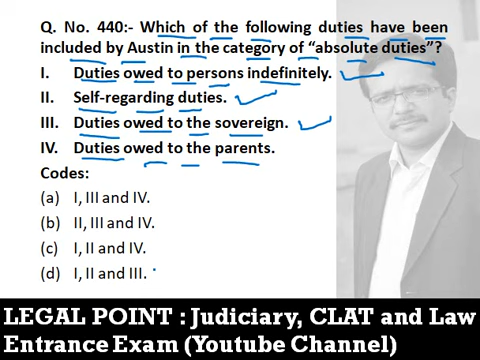 Q. No. 440:- Which of the following duties have been
included by Austin in the category of “absolute duties”?
I. Duties owed to persons indefinitely.
II. Self-regarding duties.
III. Duties owed to the sovereign.
IV. Duties owed to the parents.
Codes:
(a) I, III and IV.
(b) II, III and IV.
(c) I, II and IV.
(d) I, II and III.
LEGAL POINT : Judiciary, CLAT and Law
Entrance Exam (Youtube Channel)